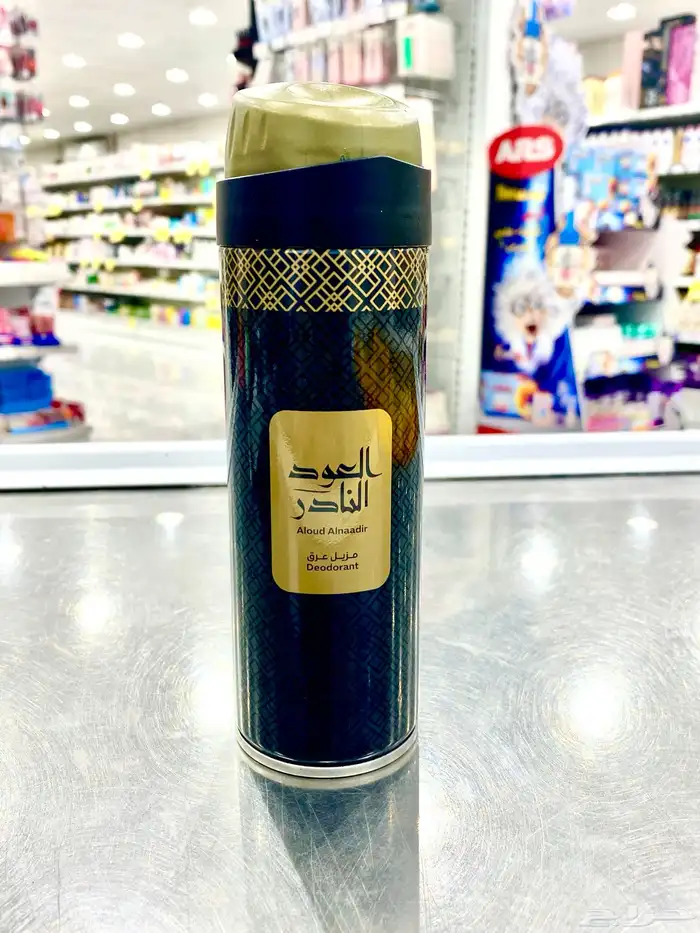 العود
النادر
Aloud Alnaadir
مزيل عرق
Deodorant
ARS